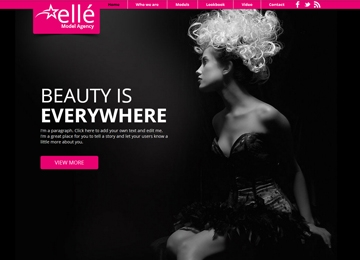 ellé
Model Agency
Home
Who we are
Models
Lookbook
Video
Contact
BEAUTY IS
EVERYWHERE
I'm a paragraph. Click here to add your own text and edit me.
I'm a great place for you to tell a story and let your users know a
little more about you.
VIEW MORE